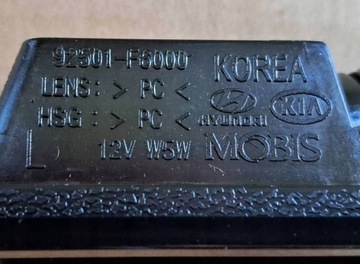 92501-F6000
LENS: > PC <
HSG: > PC <
L
12V W5W
KOREA
HYUNDAI
KIA
MOBIS